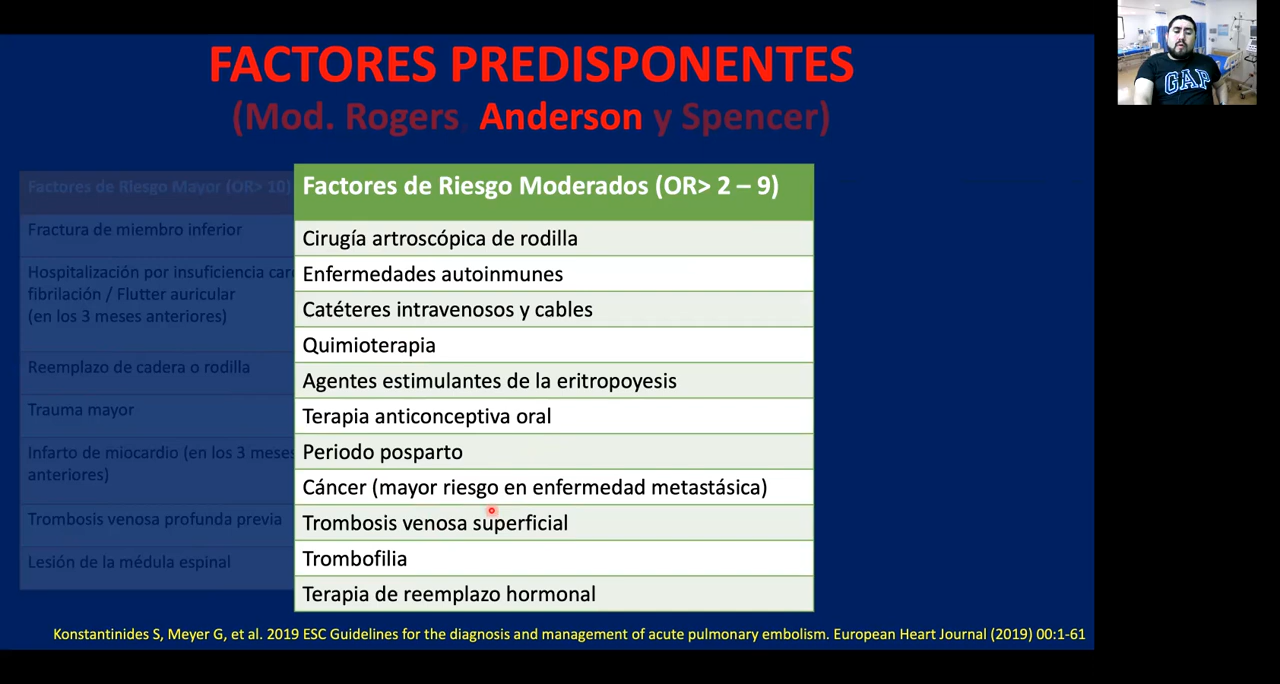 FACTORES PREDISPONENTES
(Mod. Rogers, Anderson y Spencer)
GAP
Factores de Riesgo Mayor (OR> 10)
Fractura de miembro inferior
Hospitalización por insuficiencia car
fibrilación / Flutter auricular
(en los 3 meses anteriores)
Reemplazo de cadera o rodilla
Trauma mayor
Infarto de miocardio (en los 3 meses
anteriores)
Trombosis venosa profunda previa
Lesión de la médula espinal
Factores de Riesgo Moderados (OR> 2 – 9)
Cirugía artroscópica de rodilla
Enfermedades autoinmunes
Catéteres intravenosos y cables
Quimioterapia
Agentes estimulantes de la eritropoyesis
Terapia anticonceptiva oral
Periodo posparto
Cáncer (mayor riesgo en enfermedad metastásica)
Trombosis venosa superficial
Trombofilia
Terapia de reemplazo hormonal
Konstantinides S, Meyer G, et al. 2019 ESC Guidelines for the diagnosis and management of acute pulmonary embolism. European Heart Journal (2019) 00:1-61